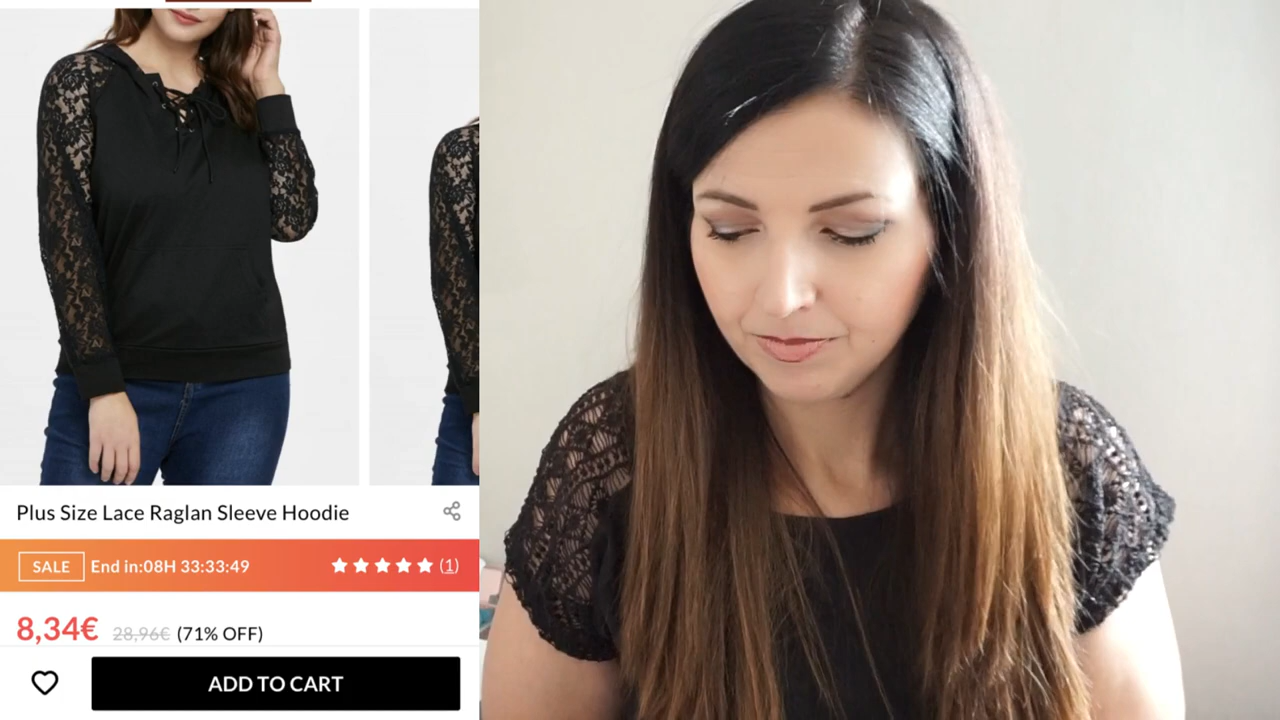 Plus Size Lace Raglan Sleeve Hoodie
SALE End in:08H 33:33:49 (1)
8,34€ 28,96€ (71% OFF)
ADD TO CART